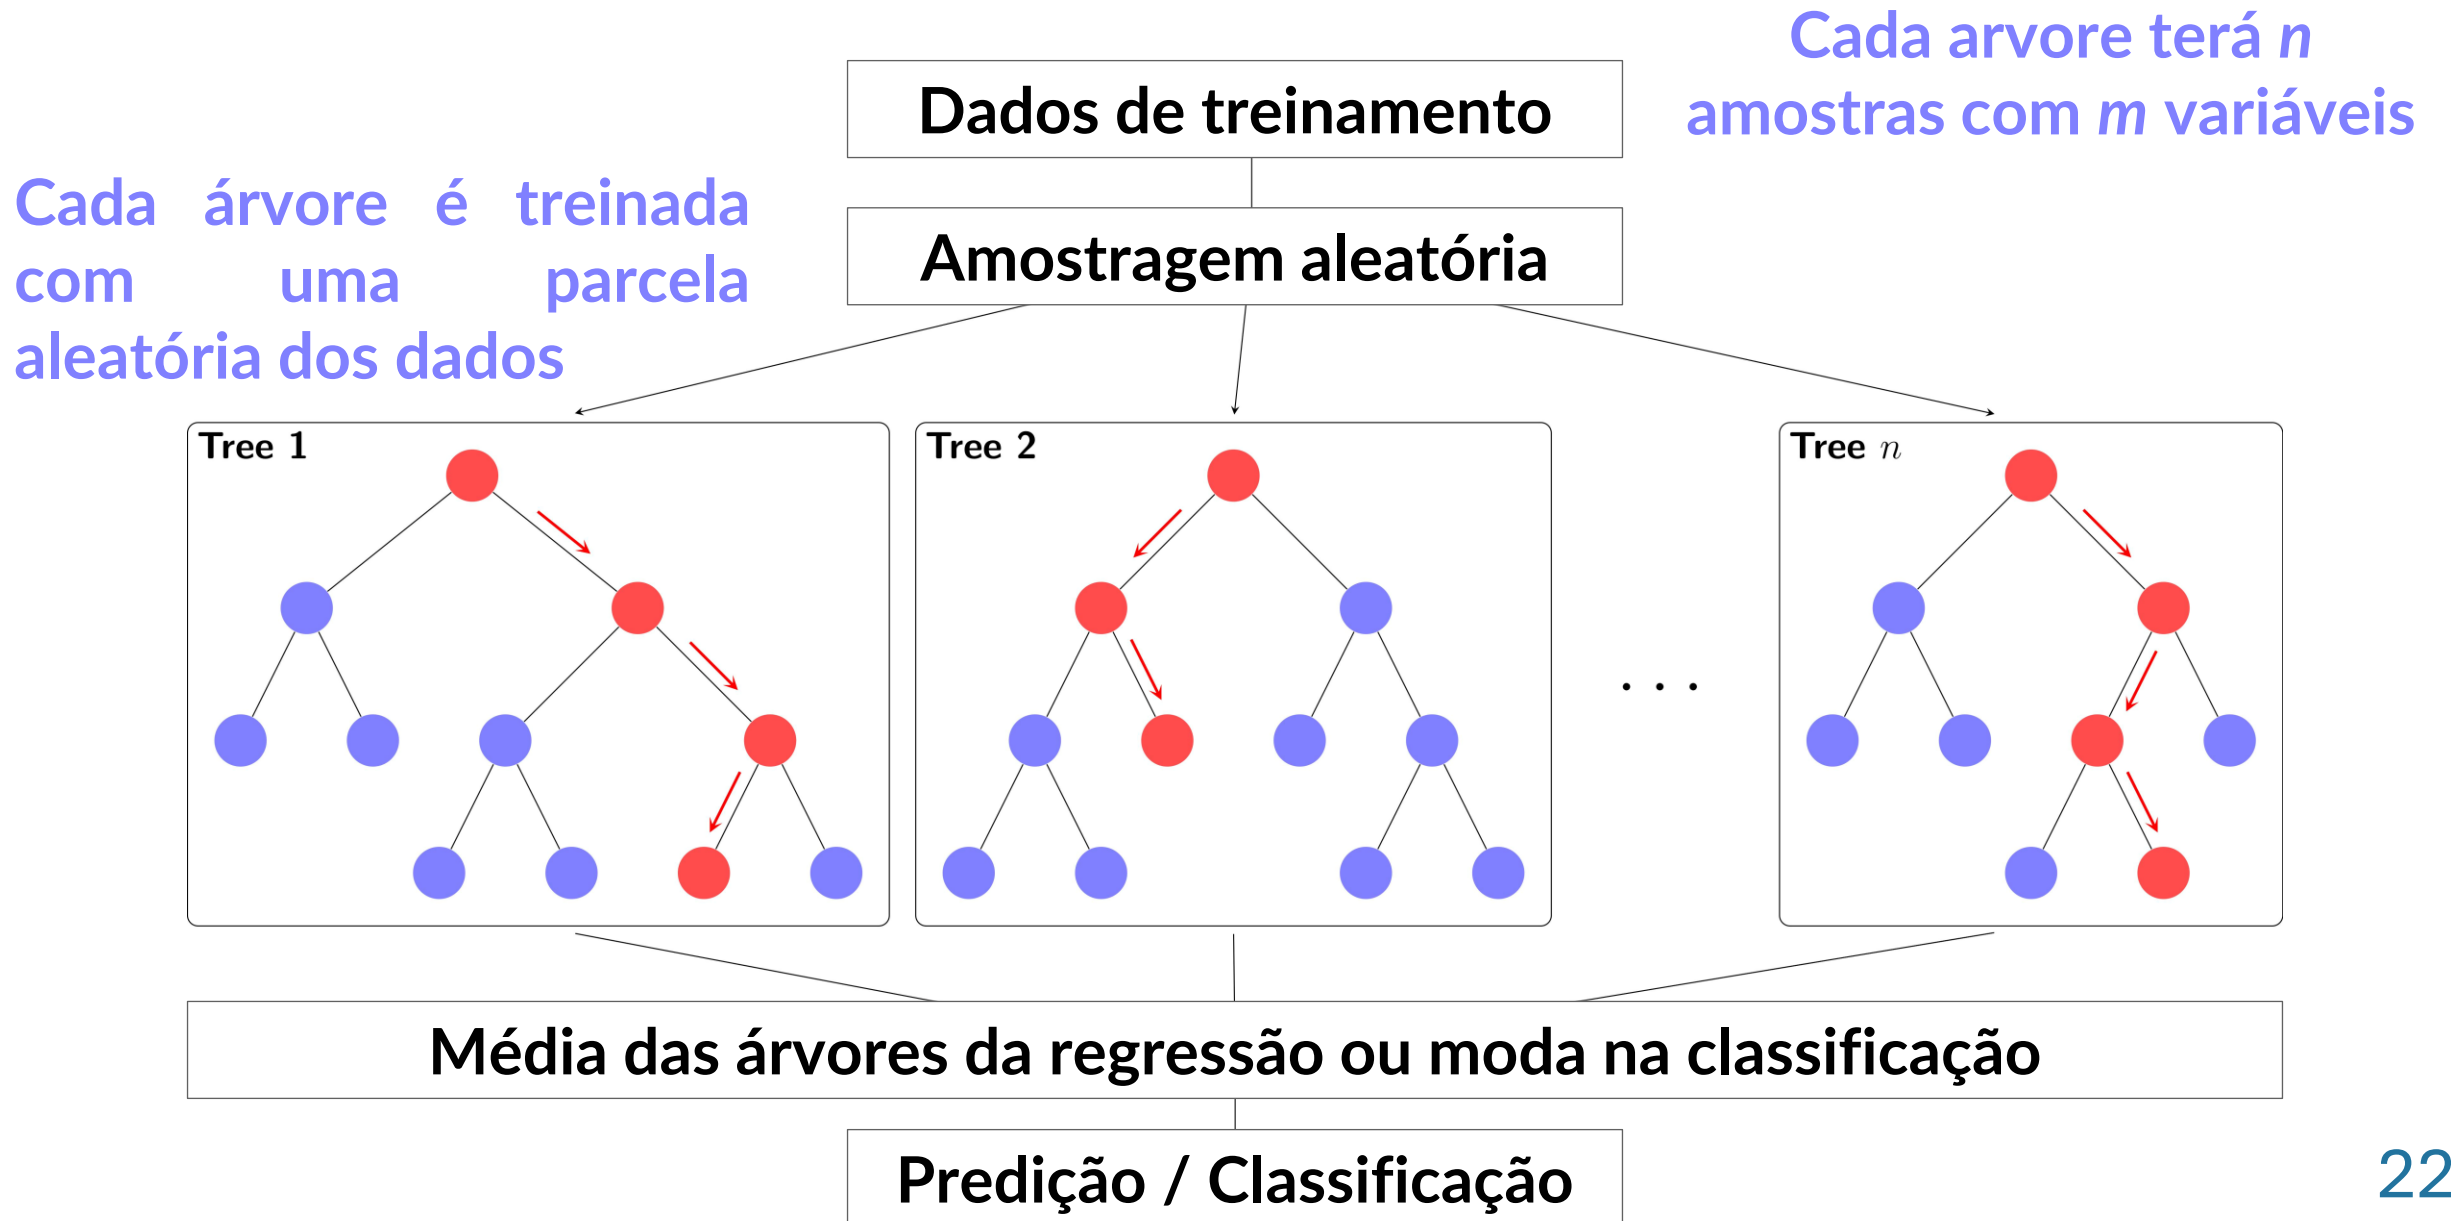 Cada arvore terá n
amostras com m variáveis
Dados de treinamento
Cada árvore é treinada
com uma parcela
aleatória dos dados
Amostragem aleatória
Tree 1
Tree 2
Tree n
. . .
Média das árvores da regressão ou moda na classificação
Predição / Classificação
22